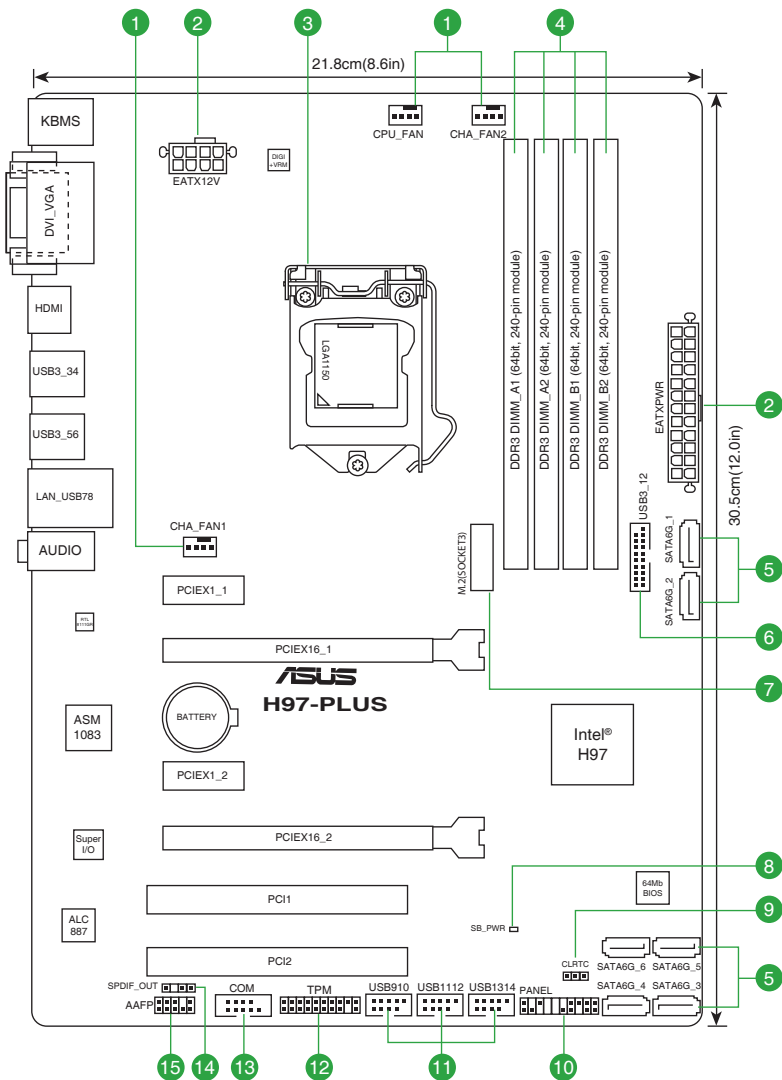 1
2
3
1
4
21.8cm(8.6in)
KBMS
CPU_FAN
CHA_FAN2
DIGI
+VRM
EATX12V
DVI_VGA
HDMI
LGA1150
DDR3 DIMM_A1 (64bit, 240-pin module)
DDR3 DIMM_A2 (64bit, 240-pin module)
DDR3 DIMM_B1 (64bit, 240-pin module)
DDR3 DIMM_B2 (64bit, 240-pin module)
EATXPWR
2
USB3_34
USB3_56
LAN_USB78
AUDIO
30.5cm(12.0in)
USB3_12
SATA6G_1
SATA6G_2
5
6
1
CHA_FAN1
M.2(SOCKET3)
PCIEX1_1
RTL
PCIEX16_1
7
ASUS
H97-PLUS
ASM
1083
BATTERY
Intel®
H97
PCIEX1_2
Super
I/O
PCIEX16_2
8
64Mb
BIOS
ALC
887
PCI1
SB_PWR
9
CLRTC
SATA6G_6
SATA6G_5
5
PCI2
SPDIF_OUT
AAFP
COM
TPM
USB910
USB1112
USB1314
PANEL
SATA6G_4
SATA6G_3
15
14
13
12
11
10